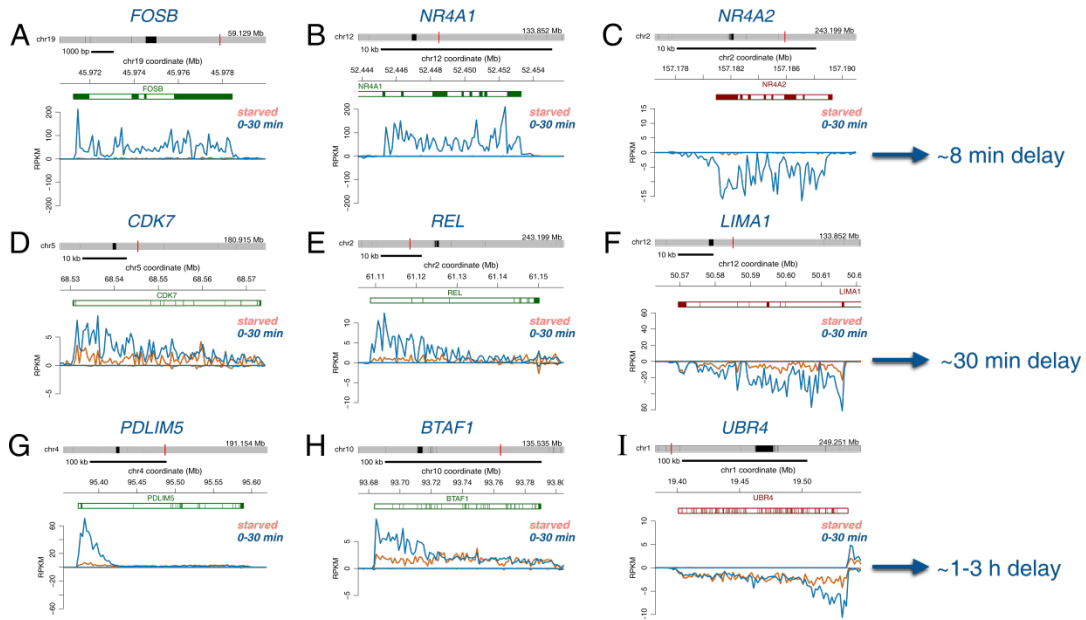 A
FOSB
chr19
59.129 Mb
1000 bp
chr19 coordinate (Mb)
45.972 45.974 45.976 45.978
FOSB
starved
0-30 min
RPKM
200
100
0
-100
-200
B
NR4A1
chr12
133.852 Mb
10 kb
chr12 coordinate (Mb)
52.444 52.446 52.448 52.450 52.452 52.454
NR4A1
starved
0-30 min
RPKM
200
100
0
-100
-200
C
NR4A2
chr2
243.199 Mb
10 kb
chr2 coordinate (Mb)
157.178 157.182 157.186 157.190
NR4A2
starved
0-30 min
RPKM
15
10
5
0
-5
-15
~8 min delay
D
CDK7
chr5
180.915 Mb
10 kb
chr5 coordinate (Mb)
68.53 68.54 68.55 68.56 68.57
CDK7
starved
0-30 min
RPKM
5
0
-5
E
REL
chr2
243.199 Mb
10 kb
chr2 coordinate (Mb)
61.11 61.12 61.13 61.14 61.15
REL
starved
0-30 min
RPKM
10
5
0
-5
-10
F
LIMA1
chr12
133.852 Mb
10 kb
chr12 coordinate (Mb)
50.57 50.58 50.59 50.60 50.61 50.6
LIMA1
starved
0-30 min
RPKM
60
40
20
0
-20
-60
~30 min delay
G
PDLIM5
chr4
191.154 Mb
100 kb
chr4 coordinate (Mb)
95.40 95.45 95.50 95.55 95.60
PDLIM5
starved
0-30 min
RPKM
60
20
0
-20
-60
H
BTAF1
chr10
135.535 Mb
100 kb
chr10 coordinate (Mb)
93.68 93.70 93.72 93.74 93.76 93.78 93.80
BTAF1
starved
0-30 min
RPKM
5
0
-5
I
UBR4
chr1
249.251 Mb
100 kb
chr1 coordinate (Mb)
19.40 19.45 19.50
UBR4
starved
0-30 min
RPKM
10
5
0
-5
-10
~1-3 h delay